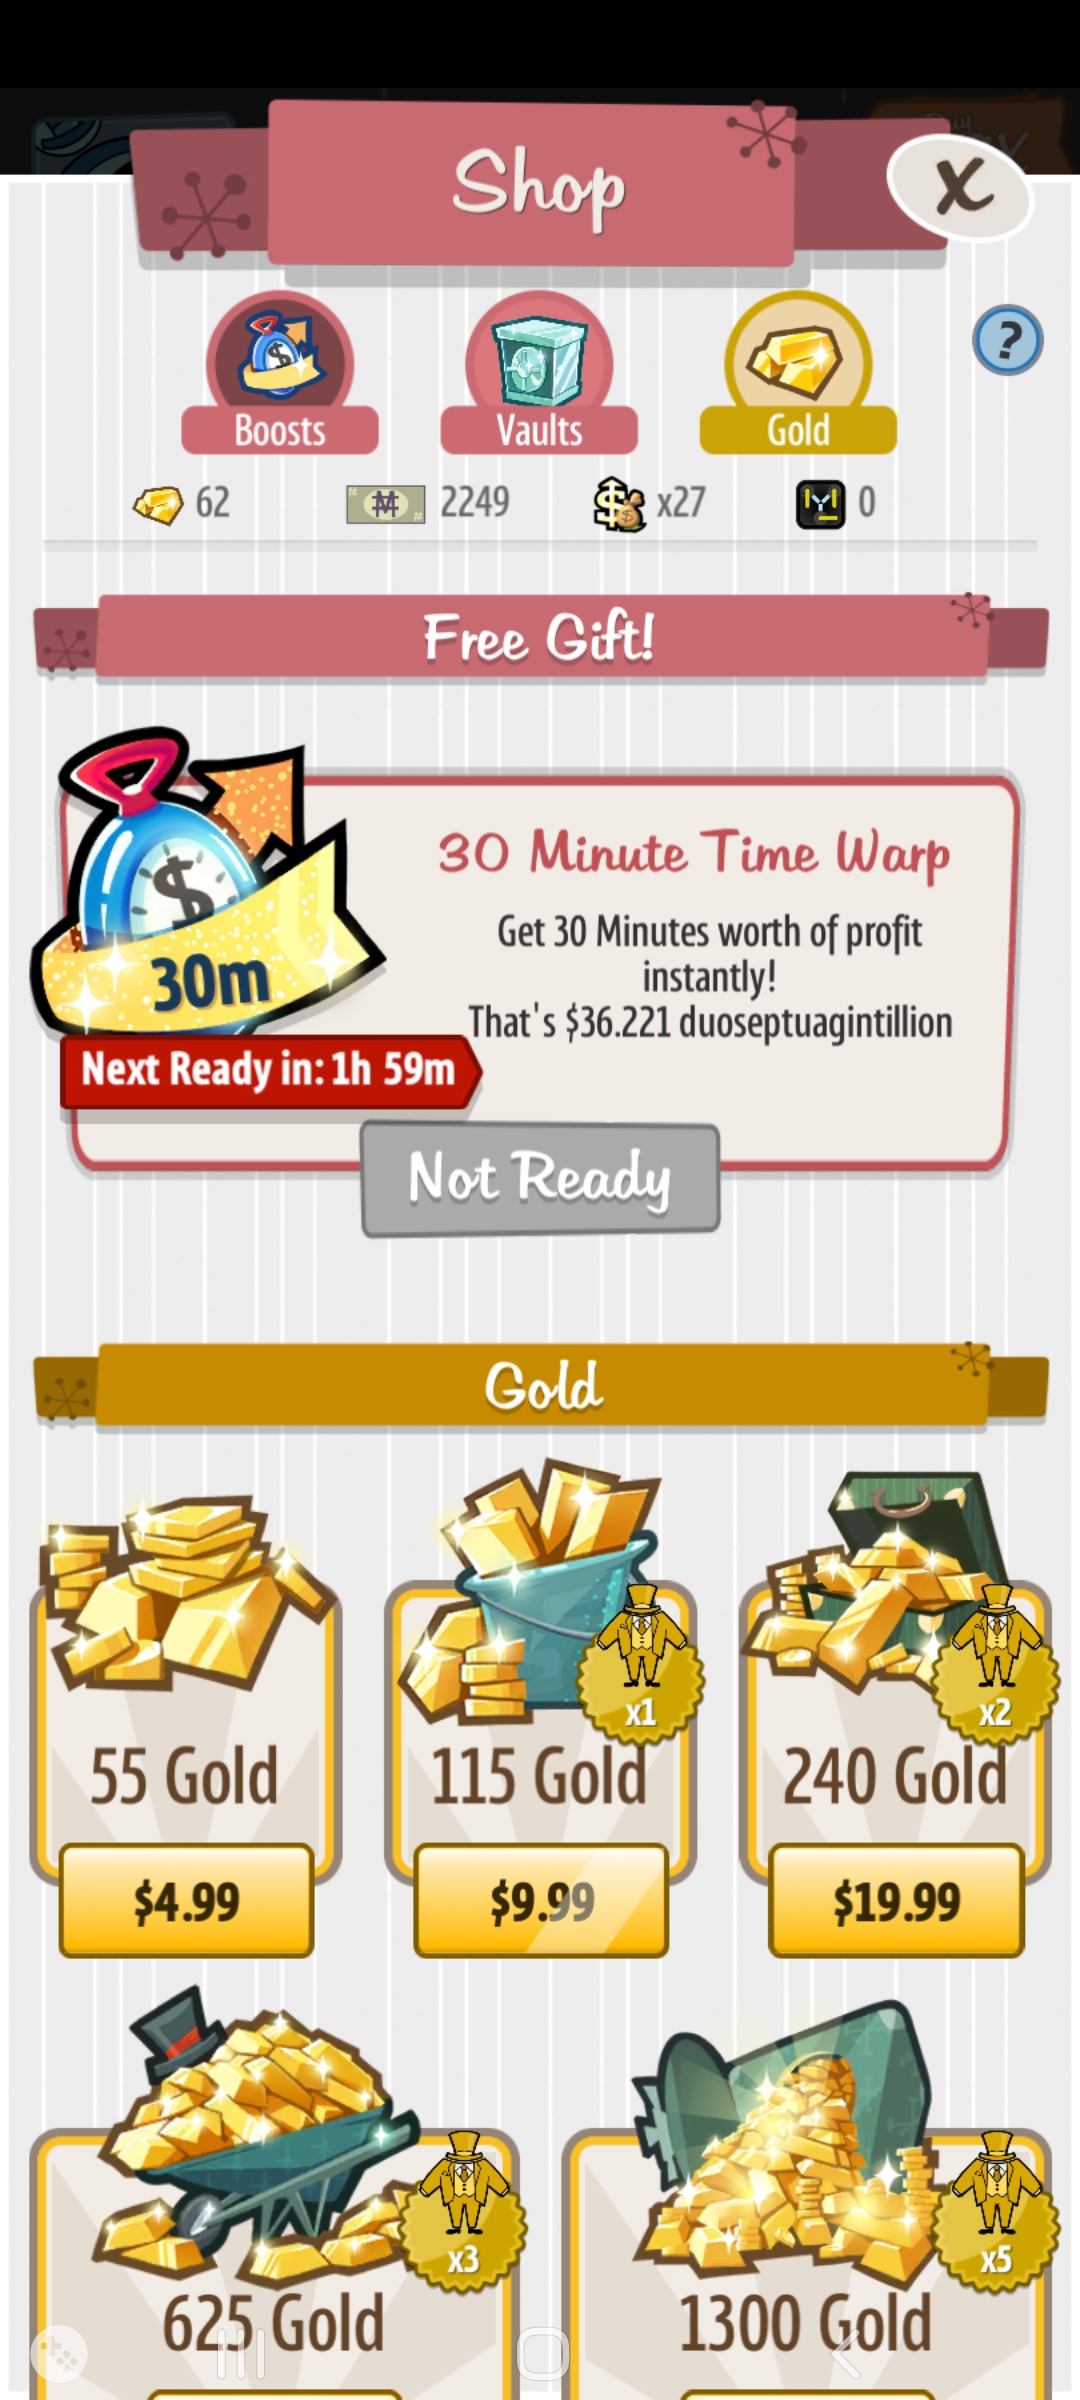 Shop
X
Boosts
Vaults
Gold
?
62
2249
x27
0
Free Gift!
30m
30 Minute Time Warp
Get 30 Minutes worth of profit
instantly!
That's $36.221 duoseptuagintillion
Next Ready in: 1h 59m
Not Ready
Gold
x1
x2
55 Gold
115 Gold
240 Gold
$4.99
$9.99
$19.99
x3
x5
625 Gold
1300 Gold